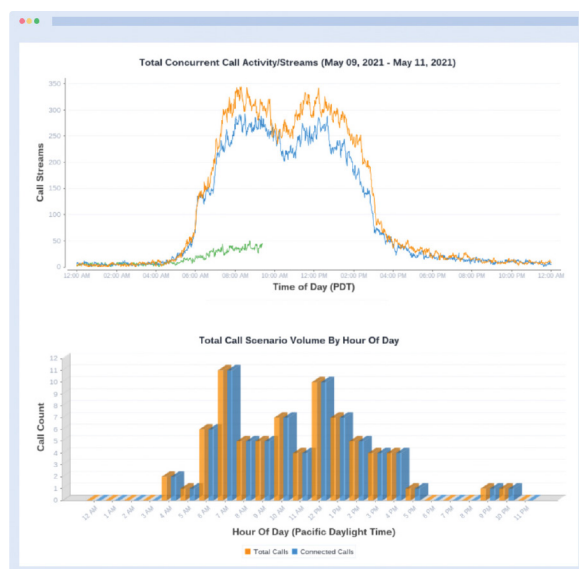 Total Concurrent Call Activity/Streams (May 09, 2021 - May 11, 2021)
350
300
250
200
150
100
50
0
Call Streams
12:00 AM 02:00 AM 04:00 AM 06:00 AM 08:00 AM 10:00 AM 12:00 PM 02:00 PM 04:00 PM 06:00 PM 08:00 PM 10:00 PM 12:00 AM
Time of Day (PDT)
Total Call Scenario Volume By Hour Of Day
12
11
10
9
8
7
6
5
4
3
2
1
0
Call Count
12 AM 1 AM 2 AM 3 AM 4 AM 5 AM 6 AM 7 AM 8 AM 9 AM 10 AM 11 AM 12 PM 1 PM 2 PM 3 PM 4 PM 5 PM 6 PM 7 PM 8 PM 9 PM 10 PM 11 PM
Hour Of Day (Pacific Daylight Time)
Total Calls Connected Calls